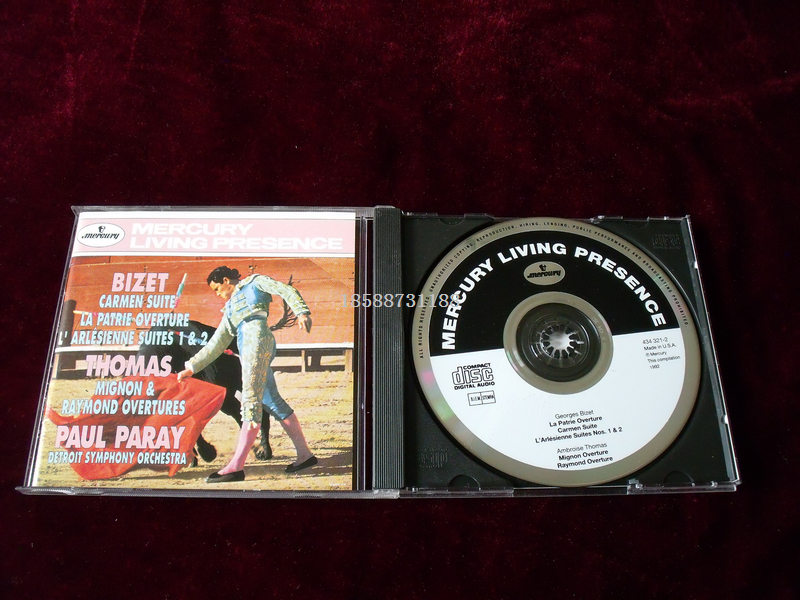 mercury
MERCURY
LIVING PRESENCE
BIZET
CARMEN SUITE
LA PATRIE OVERTURE
L' ARLÉSIENNE SUITES 1 & 2
THOMAS
MIGNON &
RAYMOND OVERTURES
PAUL PARAY
DETROIT SYMPHONY ORCHESTRA
18588731188
MERCURY LIVING PRESENCE
mercury
434 321-2
Made in U.S.A.
℗ Mercury
This compilation
1992
COMPACT
disc
DIGITAL AUDIO
Georges Bizet
La Patrie Overture
Carmen Suite
L'Arlésienne Suites Nos. 1 & 2
Ambroise Thomas
Mignon Overture
Raymond Overture